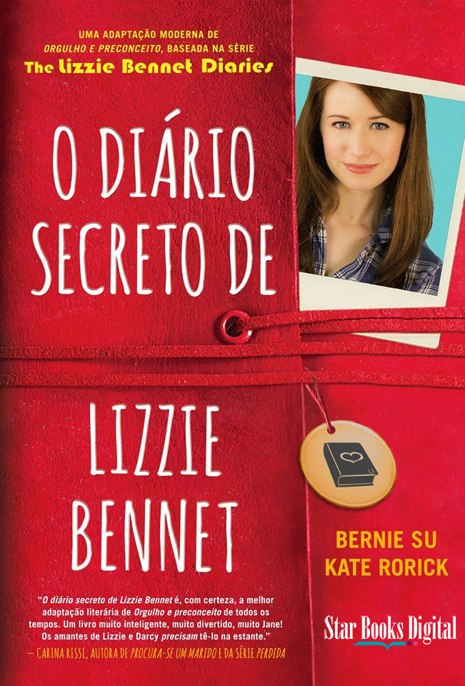 UMA ADAPTAÇÃO MODERNA DE
ORGULHO E PRECONCEITO, BASEADA NA SÉRIE
The Lizzie Bennet Diaries
O DIÁRIO
SECRETO DE
LIZZIE
BENNET
BERNIE SU
KATE RORICK
"O diário secreto de Lizzie Bennet é, com certeza, a melhor
adaptação literária de Orgulho e preconceito de todos os
tempos. Um livro muito inteligente, muito divertido, muito Jane!
Os amantes de Lizzie e Darcy precisam tê-lo na estante."
– CARINA RISSI, AUTORA DE PROCURA-SE UM MARIDO E DA SÉRIE PERDIDA
Star Books Digital